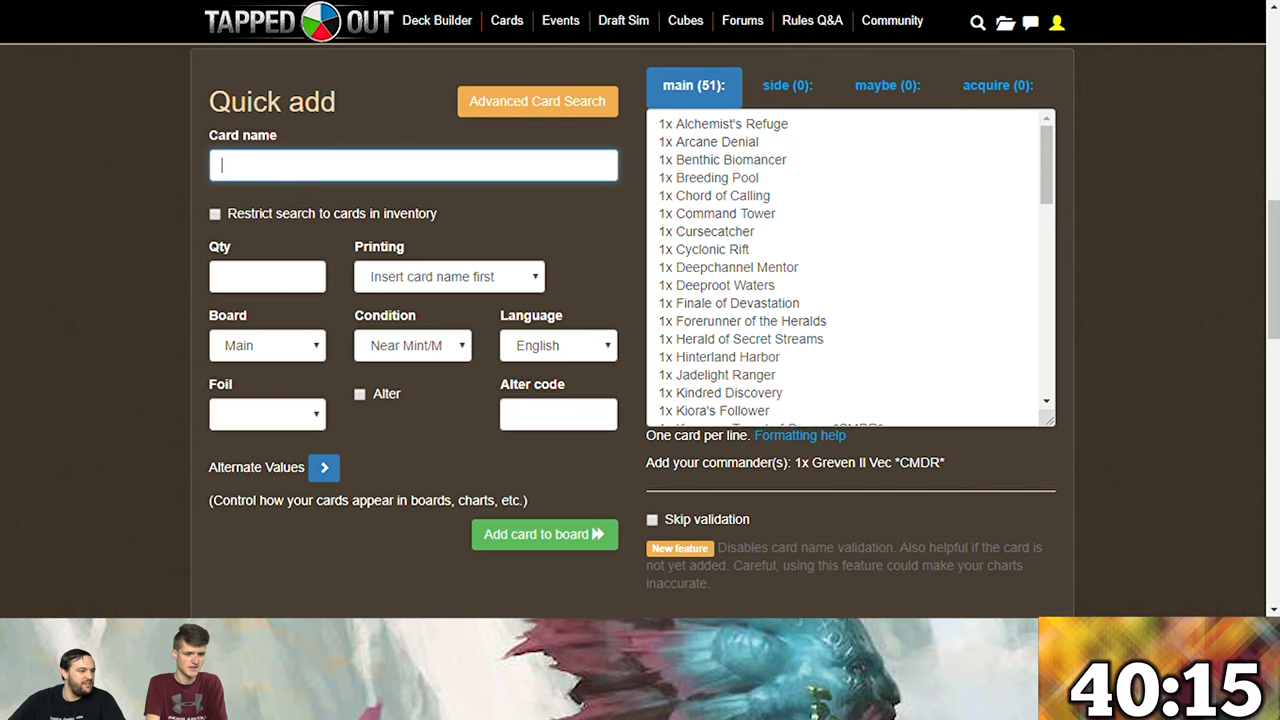 TAPPED OUT
Deck Builder
Cards
Events
Draft Sim
Cubes
Forums
Rules Q&A
Community
Quick add
Advanced Card Search
Card name
Restrict search to cards in inventory
Qty
Printing
Insert card name first
Board
Condition
Language
Main
Near Mint/M
English
Foil
Alter
Alter code
Alternate Values
(Control how your cards appear in boards, charts, etc.)
Add card to board
main (51):
side (0):
maybe (0):
acquire (0):
1x Alchemist's Refuge
1x Arcane Denial
1x Benthic Biomancer
1x Breeding Pool
1x Chord of Calling
1x Command Tower
1x Cursecatcher
1x Cyclonic Rift
1x Deepchannel Mentor
1x Deeproot Waters
1x Finale of Devastation
1x Forerunner of the Heralds
1x Herald of Secret Streams
1x Hinterland Harbor
1x Jadelight Ranger
1x Kindred Discovery
1x Kiora's Follower
One card per line. Formatting help
Add your commander(s): 1x Greven Il Vec *CMDR*
Skip validation
New feature Disables card name validation. Also helpful if the card is
not yet added. Careful, using this feature could make your charts
inaccurate.
40:15